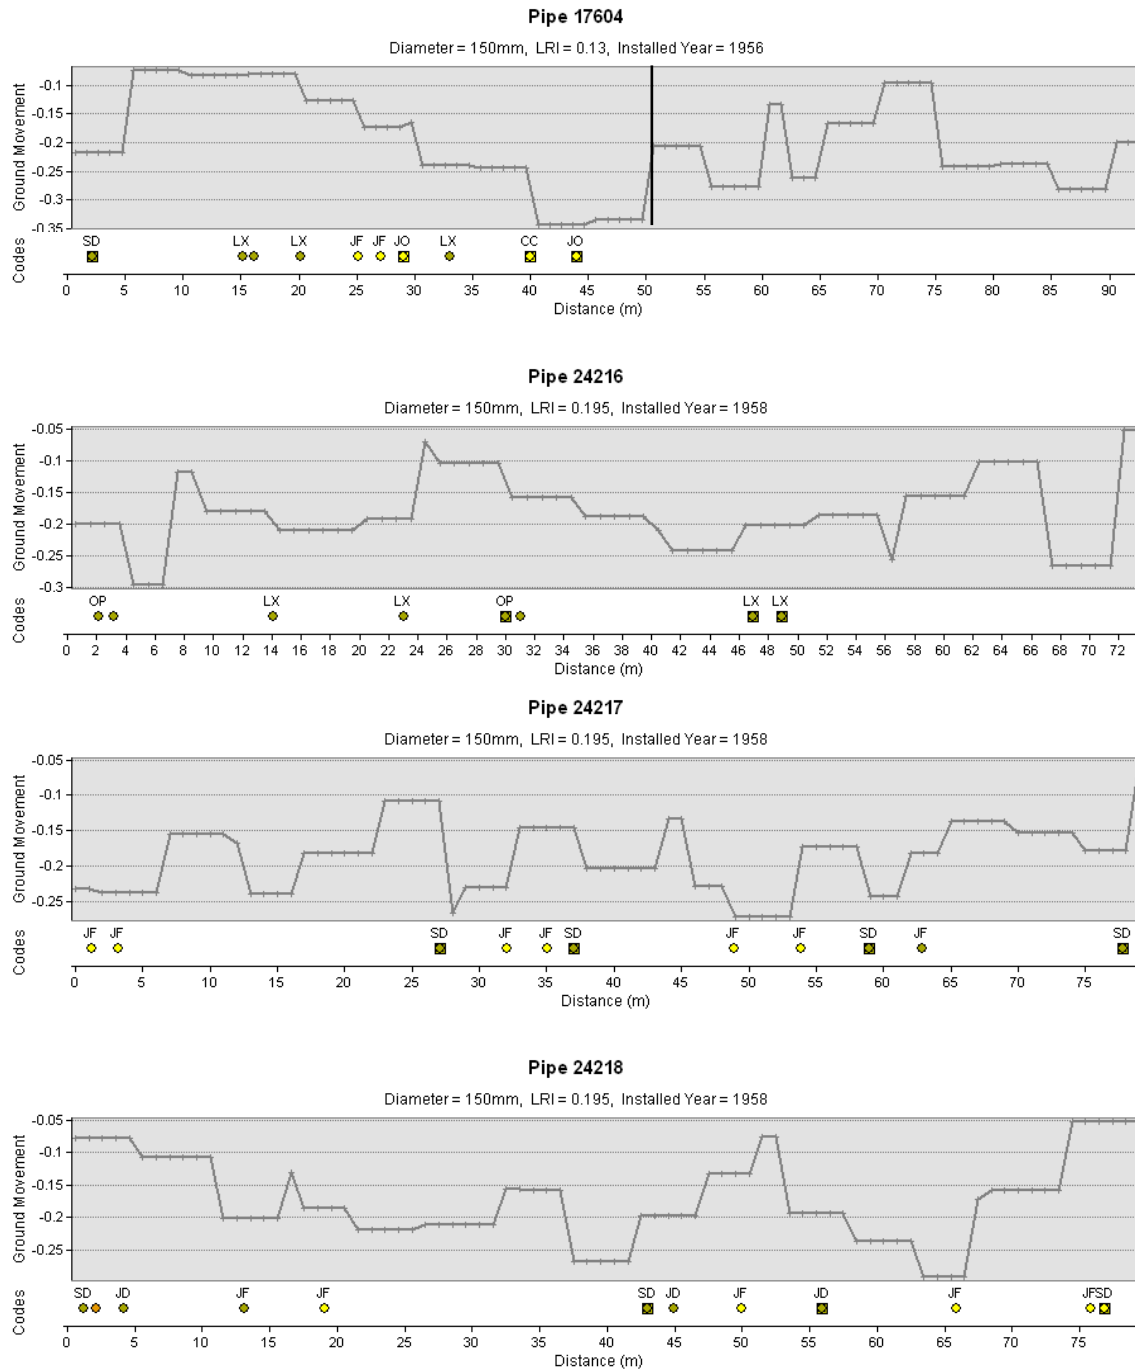 Pipe 17604
Diameter = 150mm, LRI = 0.13, Installed Year = 1956
Ground Movement
-0.1
-0.15
-0.2
-0.25
-0.3
-0.35
Codes
SD LX LX JF JF JO LX CC JO
0 5 10 15 20 25 30 35 40 45 50 55 60 65 70 75 80 85 90
Distance (m)
Pipe 24216
Diameter = 150mm, LRI = 0.195, Installed Year = 1958
Ground Movement
-0.05
-0.1
-0.15
-0.2
-0.25
-0.3
Codes
OP LX LX OP LX LX
0 2 4 6 8 10 12 14 16 18 20 22 24 26 28 30 32 34 36 38 40 42 44 46 48 50 52 54 56 58 60 62 64 66 68 70 72
Distance (m)
Pipe 24217
Diameter = 150mm, LRI = 0.195, Installed Year = 1958
Ground Movement
-0.05
-0.1
-0.15
-0.2
-0.25
Codes
JF JF SD JF JF SD JF JF SD JF SD
0 5 10 15 20 25 30 35 40 45 50 55 60 65 70 75
Distance (m)
Pipe 24218
Diameter = 150mm, LRI = 0.195, Installed Year = 1958
Ground Movement
-0.05
-0.1
-0.15
-0.2
-0.25
Codes
SD JD JF JF SD JD JF JD JF JFSD
0 5 10 15 20 25 30 35 40 45 50 55 60 65 70 75
Distance (m)